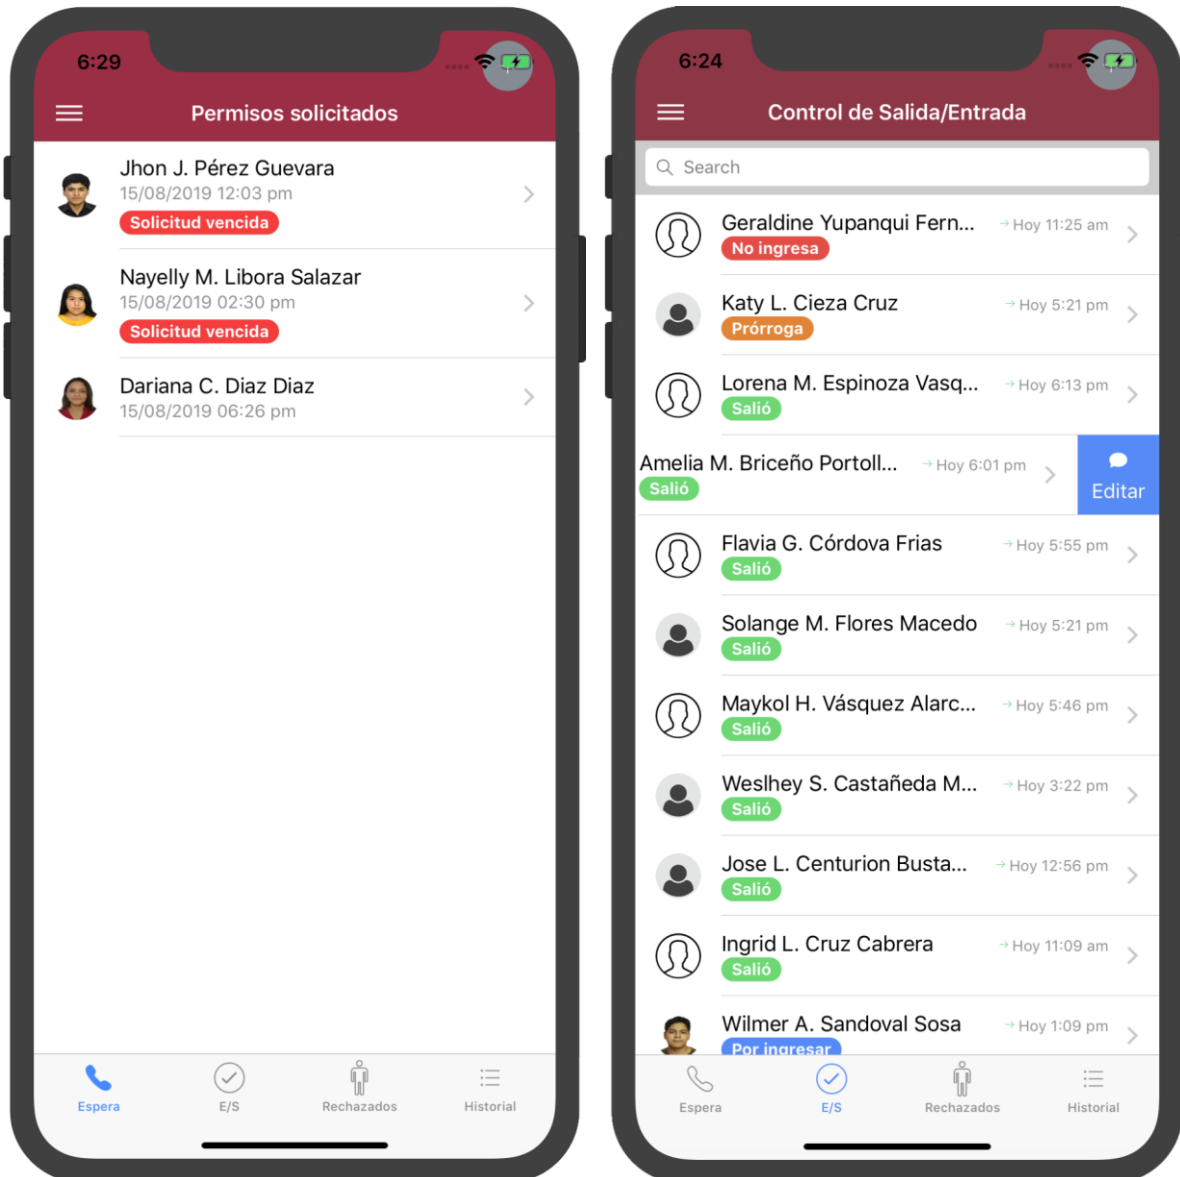 6:29
Permisos solicitados
Jhon J. Pérez Guevara
15/08/2019 12:03 pm
Solicitud vencida
Nayelly M. Libora Salazar
15/08/2019 02:30 pm
Solicitud vencida
Dariana C. Diaz Diaz
15/08/2019 06:26 pm
Espera
E/S
Rechazados
Historial
6:24
Control de Salida/Entrada
Search
Geraldine Yupanqui Fern... → Hoy 11:25 am
No ingresa
Katy L. Cieza Cruz → Hoy 5:21 pm
Prórroga
Lorena M. Espinoza Vasq... → Hoy 6:13 pm
Salió
Amelia M. Briceño Portoll... → Hoy 6:01 pm
Salió
Editar
Flavia G. Córdova Frias → Hoy 5:55 pm
Salió
Solange M. Flores Macedo → Hoy 5:21 pm
Salió
Maykol H. Vásquez Alarc... → Hoy 5:46 pm
Salió
Weslhey S. Castañeda M... → Hoy 3:22 pm
Salió
Jose L. Centurion Busta... → Hoy 12:56 pm
Salió
Ingrid L. Cruz Cabrera → Hoy 11:09 am
Salió
Wilmer A. Sandoval Sosa → Hoy 1:09 pm
Por ingresar
Espera
E/S
Rechazados
Historial